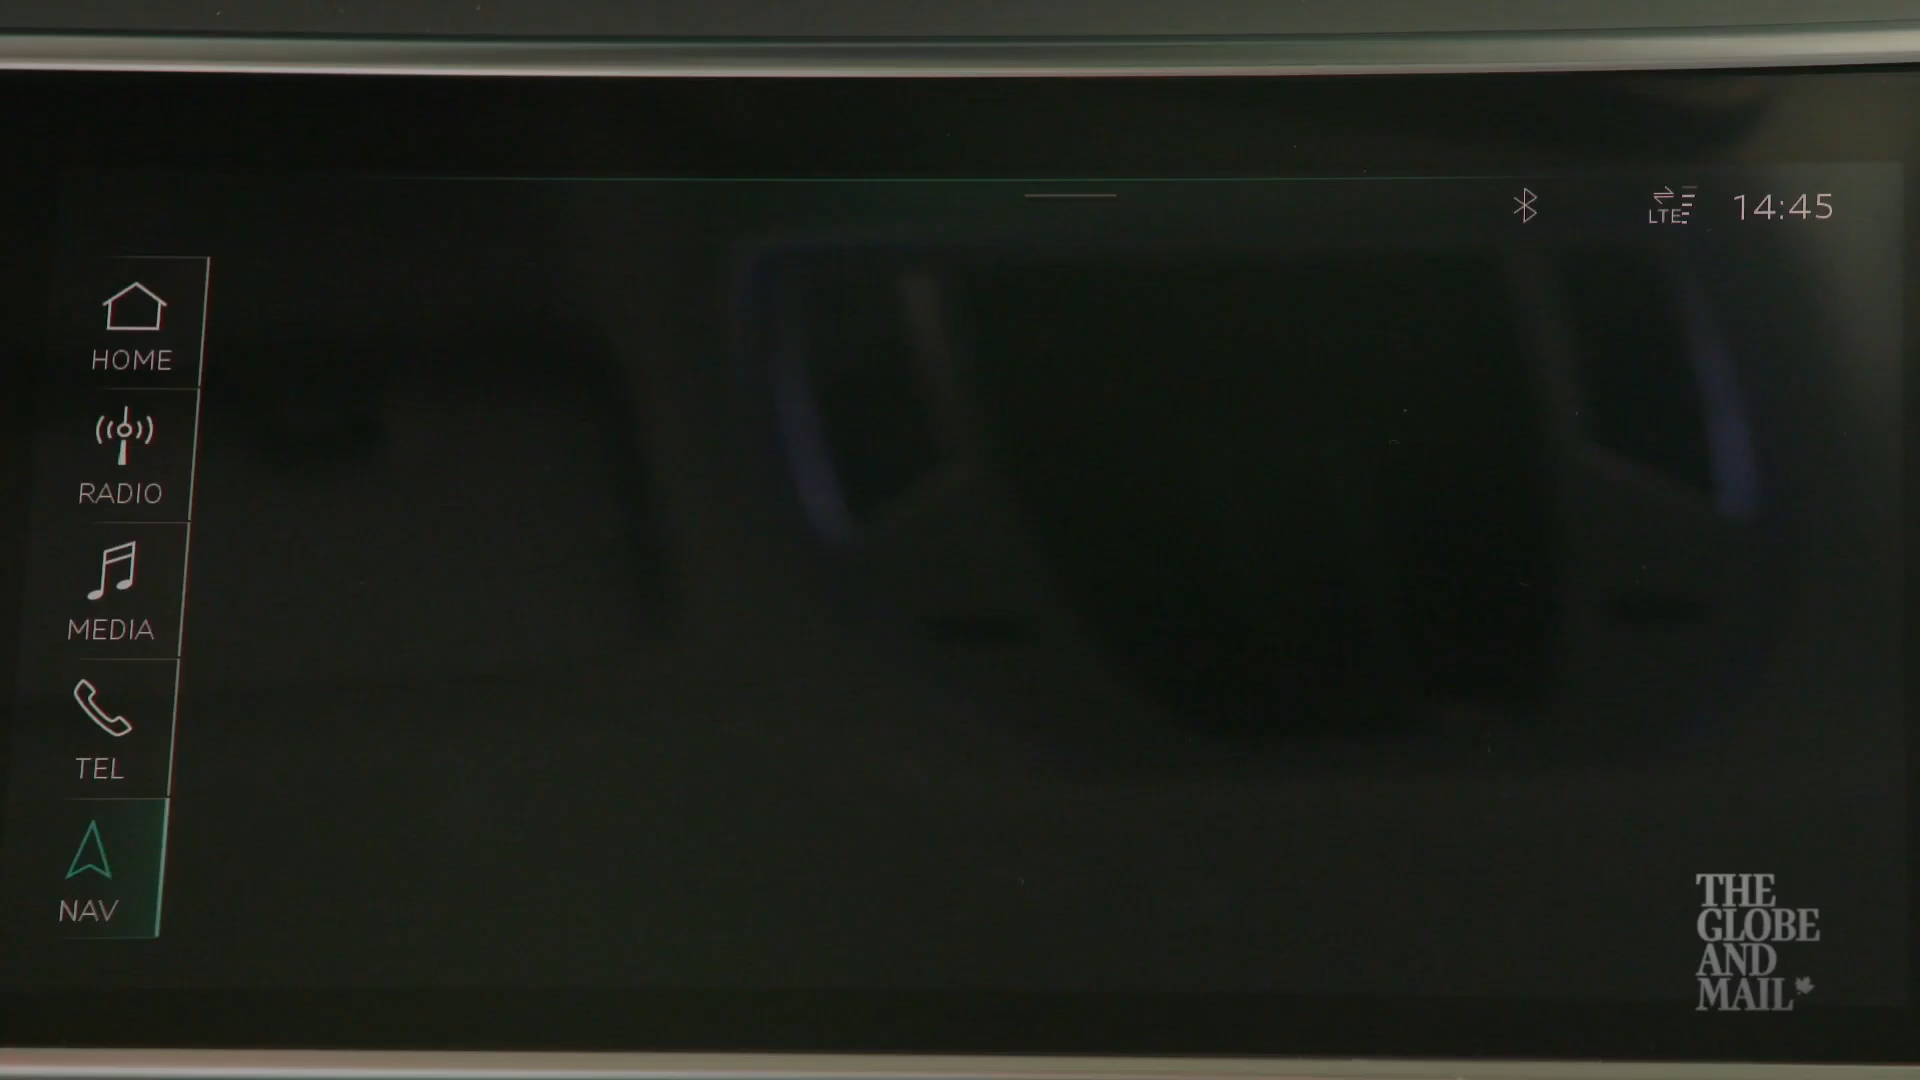 LTE 14:45
HOME
RADIO
MEDIA
TEL
NAV
THE
GLOBE
AND
MAIL